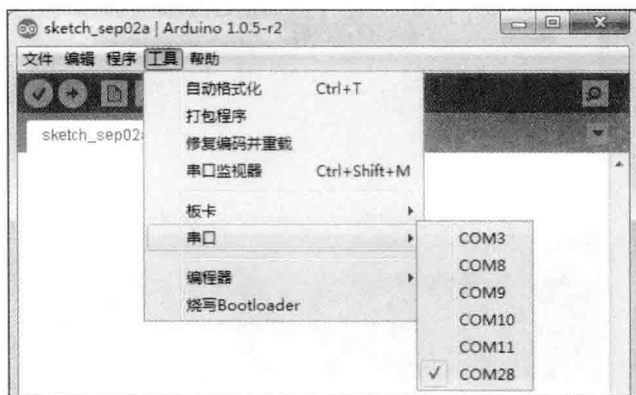 sketch_sep02a | Arduino 1.0.5-r2
文件 编辑 程序 工具 帮助
自动格式化 Ctrl+T
打包程序
sketch_sep02a
修复编码并重载
串口监视器 Ctrl+Shift+M
板卡
串口
COM3
COM8
编程器
COM9
烧写Bootloader
COM10
COM11
✓ COM28